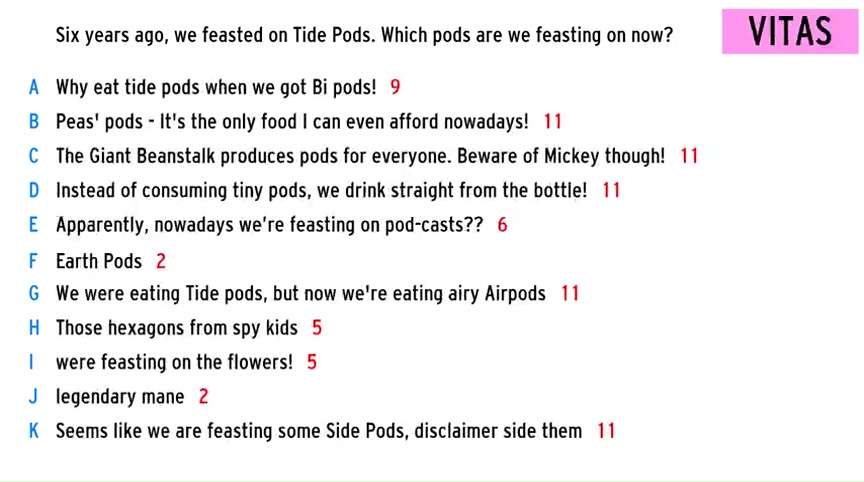 Six years ago, we feasted on Tide Pods. Which pods are we feasting on now?
VITAS
A Why eat tide pods when we got Bi pods! 9
B Peas' pods - It's the only food I can even afford nowadays! 11
C The Giant Beanstalk produces pods for everyone. Beware of Mickey though! 11
D Instead of consuming tiny pods, we drink straight from the bottle! 11
E Apparently, nowadays we're feasting on pod-casts?? 6
F Earth Pods 2
G We were eating Tide pods, but now we're eating airy Airpods 11
H Those hexagons from spy kids 5
I were feasting on the flowers! 5
J legendary mane 2
K Seems like we are feasting some Side Pods, disclaimer side them 11